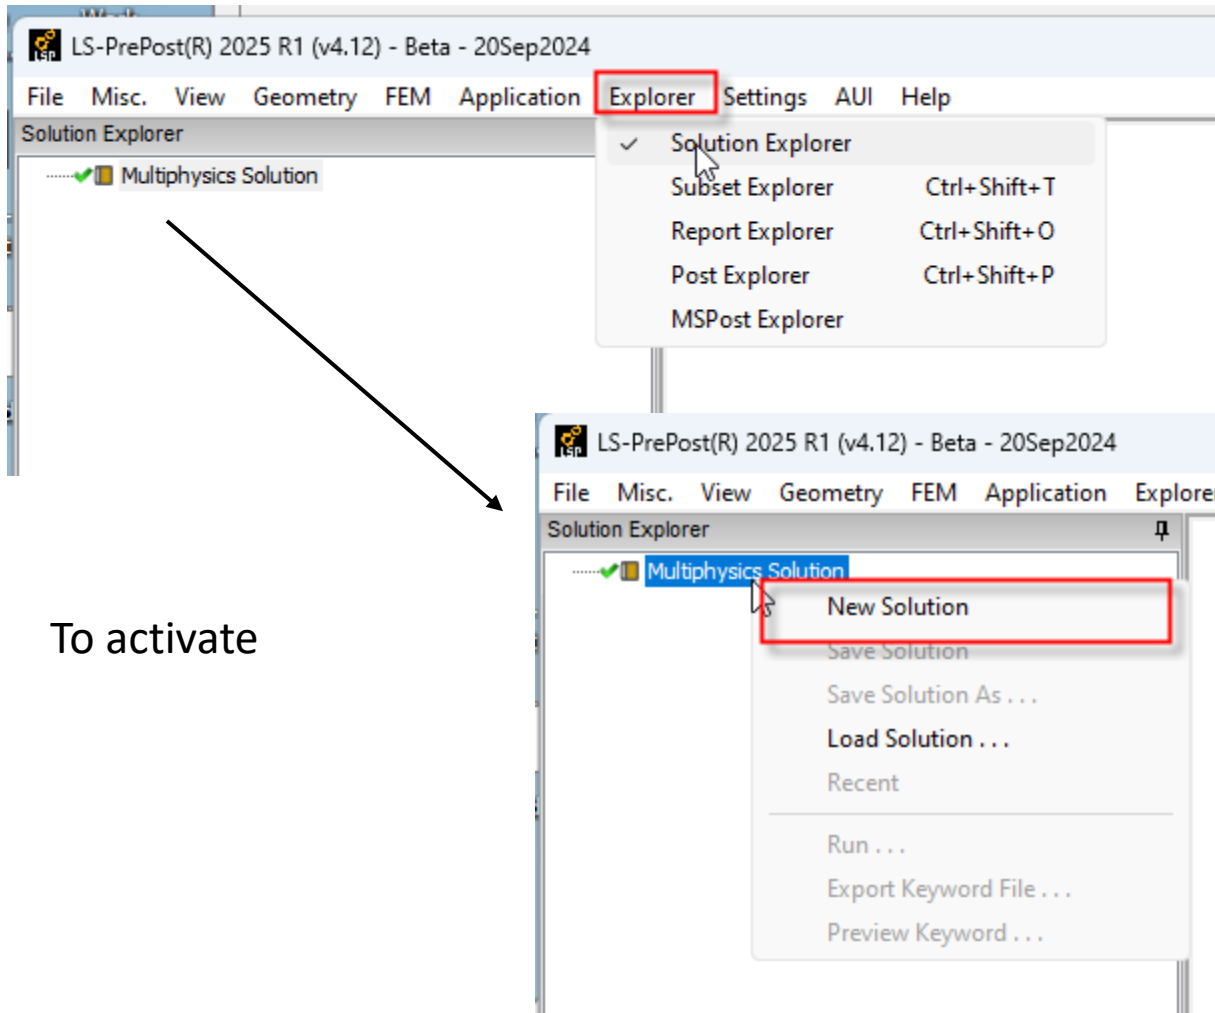 LS-PrePost(R) 2025 R1 (v4.12) - Beta - 20Sep2024
File Misc. View Geometry FEM Application Explorer Settings AUI Help
Solution Explorer
Multiphysics Solution
Solution Explorer
Subset Explorer Ctrl+Shift+T
Report Explorer Ctrl+Shift+O
Post Explorer Ctrl+Shift+P
MSPost Explorer
To activate
LS-PrePost(R) 2025 R1 (v4.12) - Beta - 20Sep2024
File Misc. View Geometry FEM Application Explorer
Solution Explorer
Multiphysics Solution
New Solution
Save Solution
Save Solution As . . .
Load Solution . . .
Recent
Run . . .
Export Keyword File . . .
Preview Keyword . . .